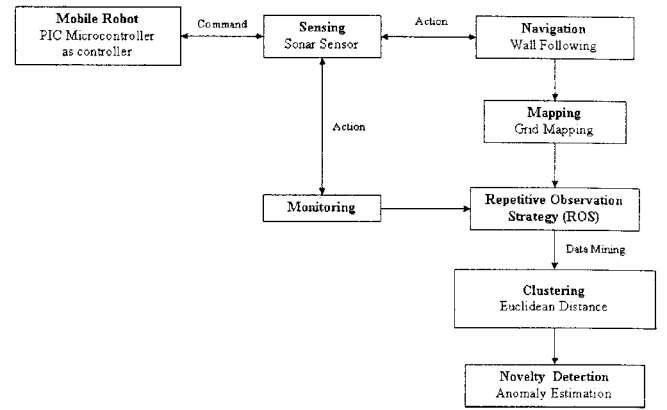 Mobile Robot
PIC Microcontroller
as controller
Command
Sensing
Sonar Sensor
Action
Navigation
Wall Following
Mapping
Grid Mapping
Action
Monitoring
Repetitive Observation
Strategy (ROS)
Data Mining
Clustering
Euclidean Distance
Novelty Detection
Anomaly Estimation